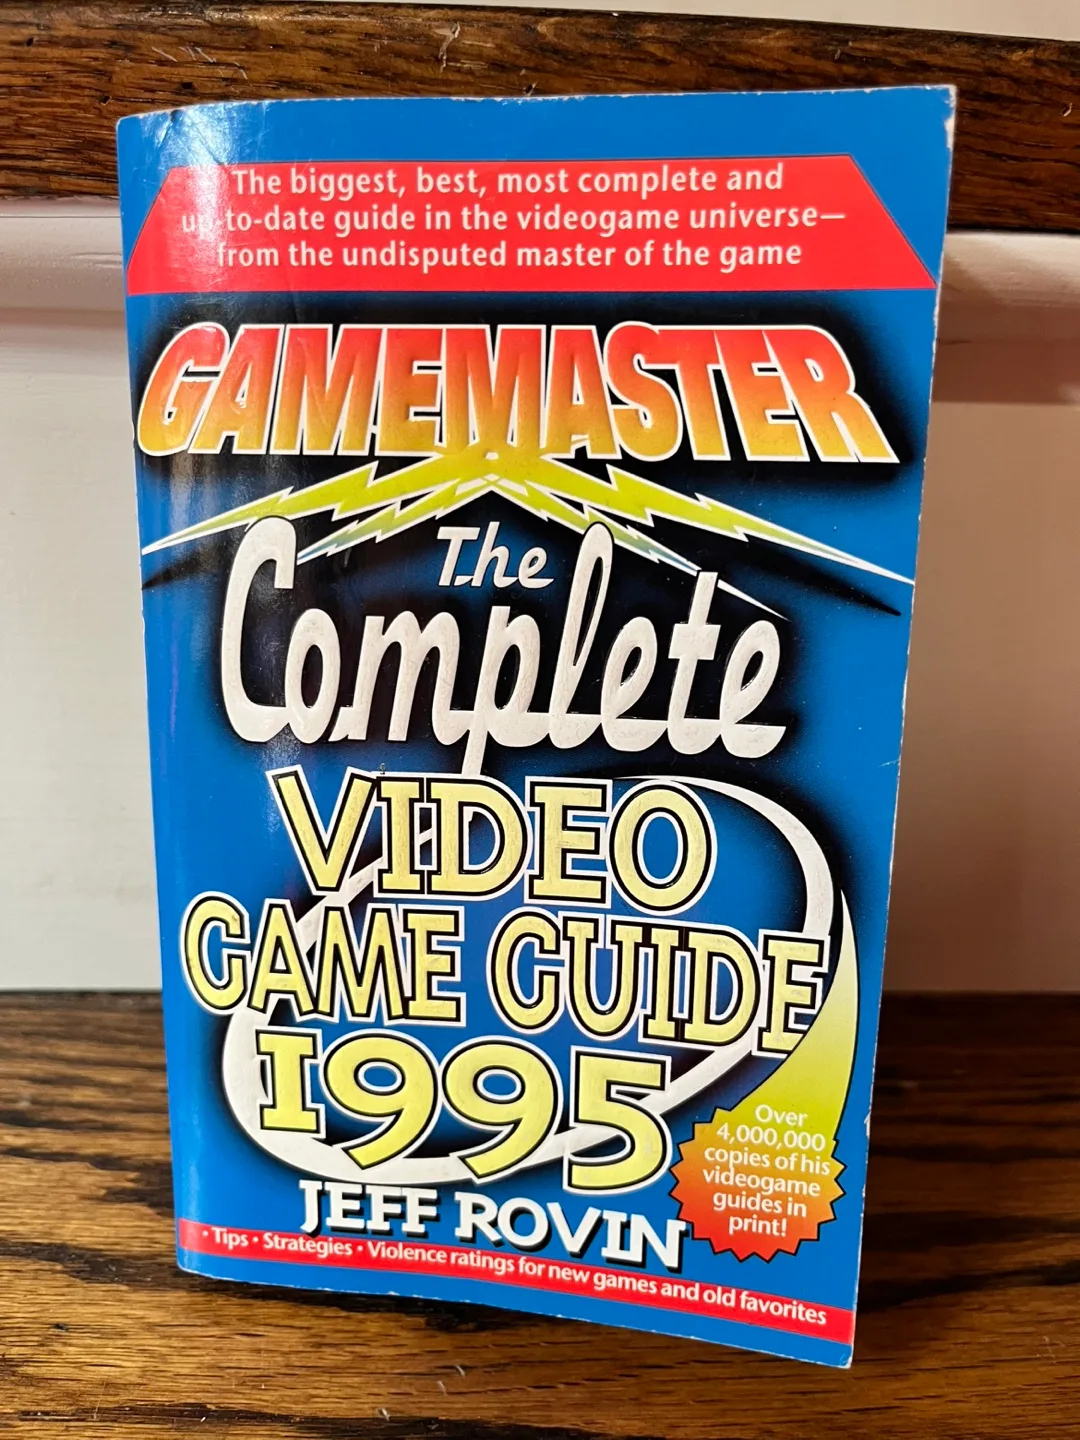 The biggest, best, most complete and
up-to-date guide in the videogame universe—
from the undisputed master of the game
GAMEMASTER
The
Complete
VIDEO
GAME GUIDE
1995
Over
4,000,000
copies of his
videogame
guides in
print!
JEFF ROVIN
• Tips • Strategies • Violence ratings for new games and old favorites